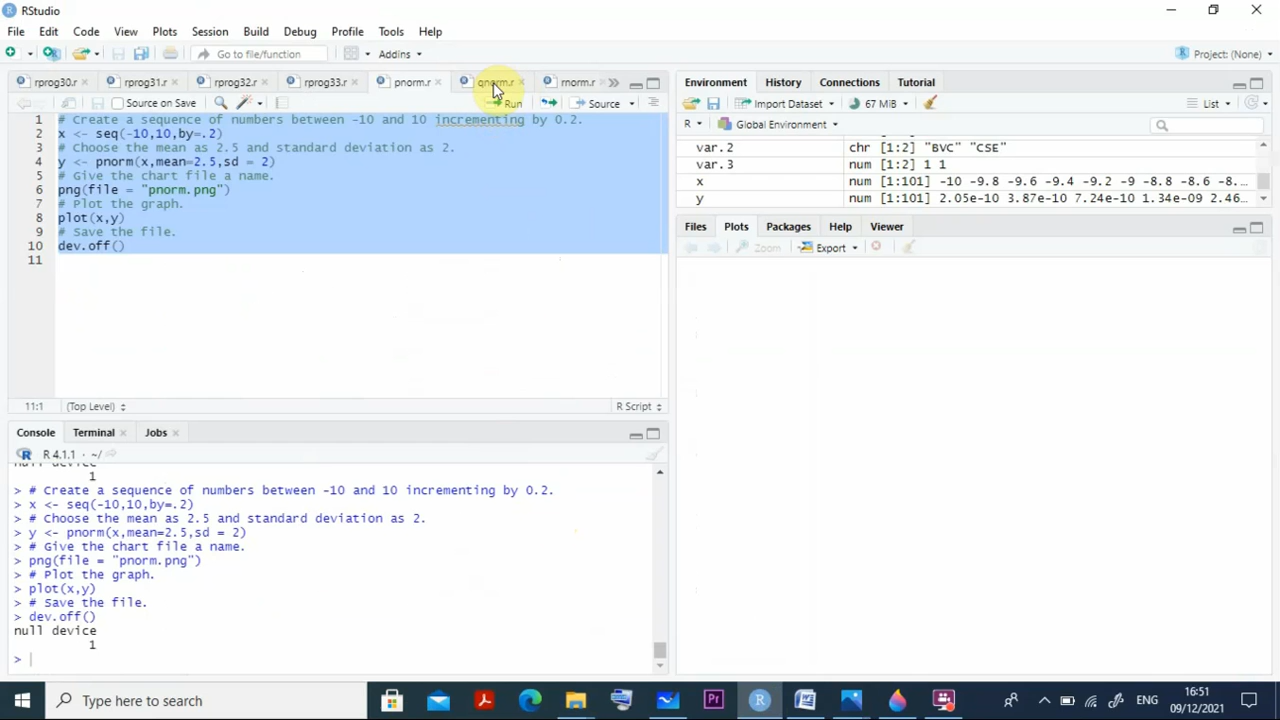 RStudio
File Edit Code View Plots Session Build Debug Profile Tools Help
Go to file/function Addins Project: (None)
rprog30.r rprog31.r rprog32.r rprog33.r pnorm.r qnorm.r rnorm.r
Source on Save Run Source
1 # Create a sequence of numbers between -10 and 10 incrementing by 0.2.
2 x <- seq(-10,10,by=.2)
3 # Choose the mean as 2.5 and standard deviation as 2.
4 y <- pnorm(x,mean=2.5,sd = 2)
5 # Give the chart file a name.
6 png(file = "pnorm.png")
7 # Plot the graph.
8 plot(x,y)
9 # Save the file.
10 dev.off()
11
11:1 (Top Level) R Script
Console Terminal Jobs
R 4.1.1 · ~/
null device
1
> # Create a sequence of numbers between -10 and 10 incrementing by 0.2.
> x <- seq(-10,10,by=.2)
> # Choose the mean as 2.5 and standard deviation as 2.
> y <- pnorm(x,mean=2.5,sd = 2)
> # Give the chart file a name.
> png(file = "pnorm.png")
> # Plot the graph.
> plot(x,y)
> # Save the file.
> dev.off()
null device
1
>
Environment History Connections Tutorial
Import Dataset 67 MiB List
R Global Environment
var.2 chr [1:2] "BVC" "CSE"
var.3 num [1:2] 1 1
x num [1:101] -10 -9.8 -9.6 -9.4 -9.2 -9 -8.8 -8.6 -8....
y num [1:101] 2.05e-10 3.87e-10 7.24e-10 1.34e-09 2.46...
Files Plots Packages Help Viewer
Zoom Export
Type here to search
ENG
16:51
09/12/2021